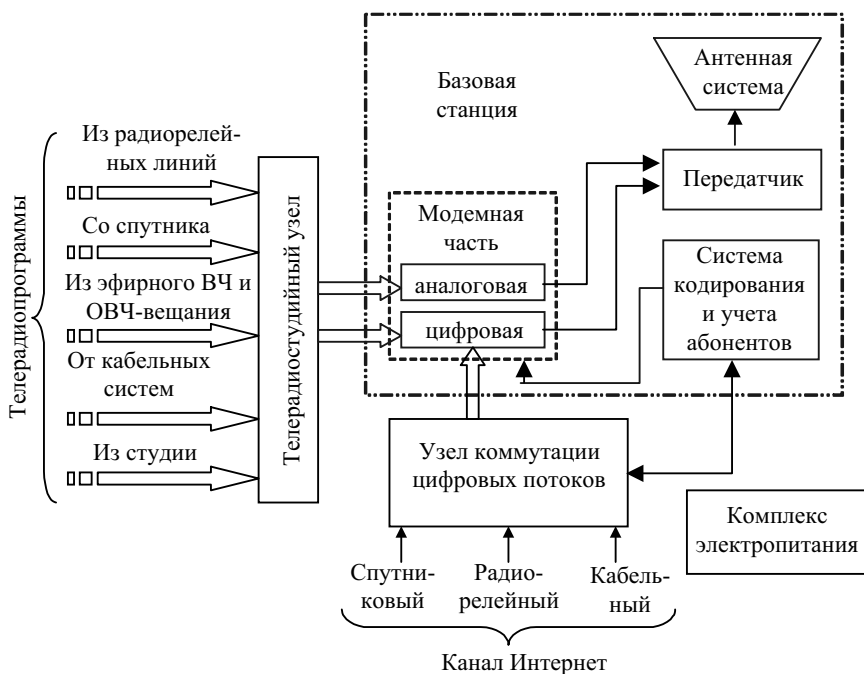 Телерадиопрограммы
Из радиорелей-
ных линий
Со спутника
Из эфирного ВЧ и
ОВЧ-вещания
От кабельных
систем
Из студии
Телерадиостудийный узел
Базовая
станция
Антенная
система
Передатчик
Модемная
часть
аналоговая
цифровая
Система
кодирования
и учета
абонентов
Узел коммутации
цифровых потоков
Комплекс
электропитания
Спутни-
ковый
Радио-
релейный
Кабель-
ный
Канал Интернет